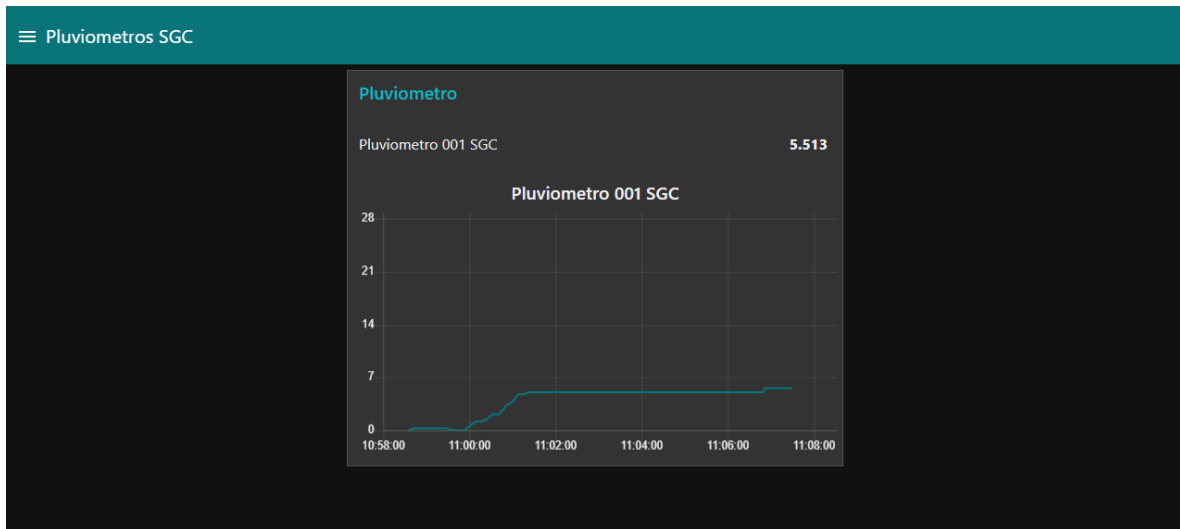 Pluviometros SGC
Pluviometro
Pluviometro 001 SGC 5.513
Pluviometro 001 SGC
28
21
14
7
0
10:58:00 11:00:00 11:02:00 11:04:00 11:06:00 11:08:00